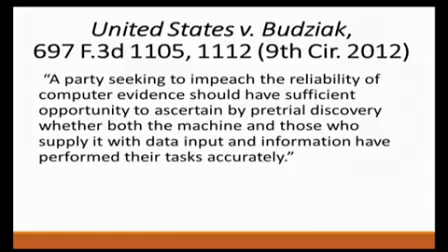 United States v. Budziak,
697 F.3d 1105, 1112 (9th Cir. 2012)
"A party seeking to impeach the reliability of
computer evidence should have sufficient
opportunity to ascertain by pretrial discovery
whether both the machine and those who
supply it with data input and information have
performed their tasks accurately."